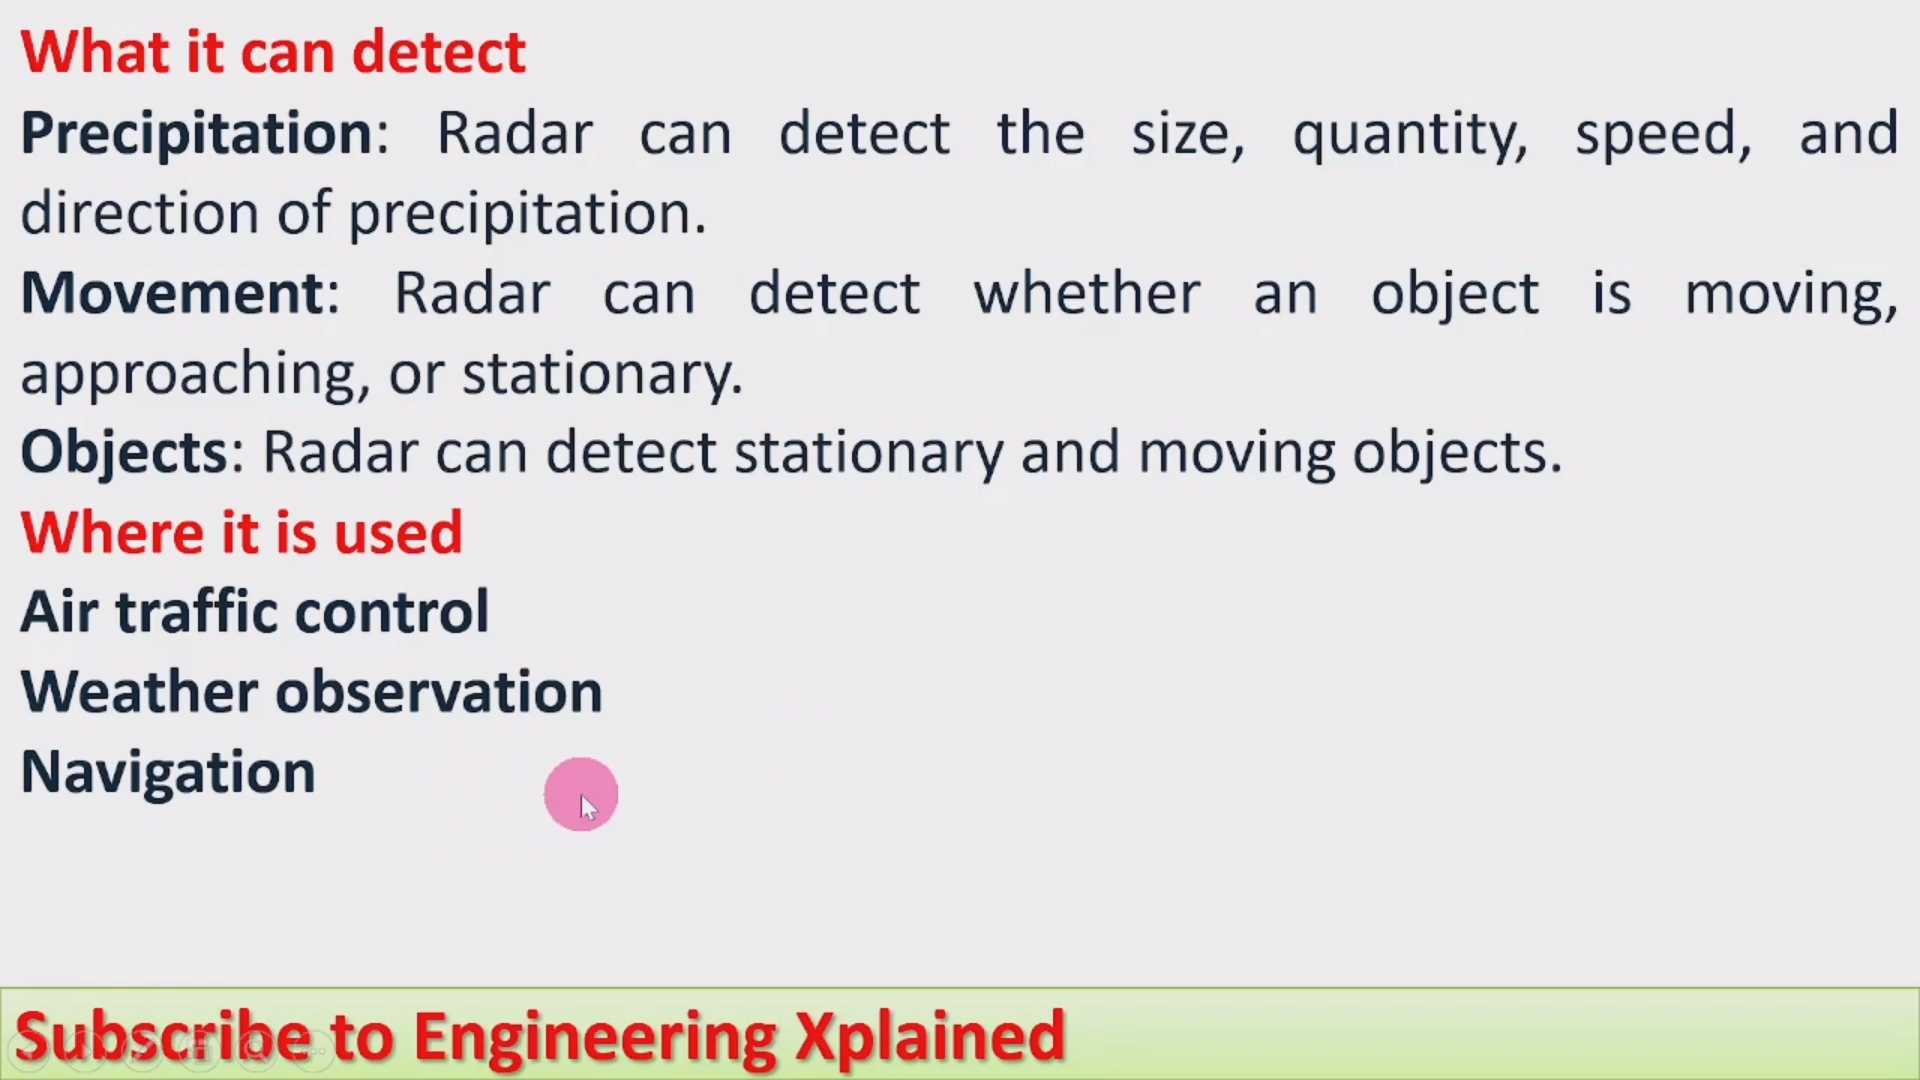 What it can detect
Precipitation: Radar can detect the size, quantity, speed, and
direction of precipitation.
Movement: Radar can detect whether an object is moving,
approaching, or stationary.
Objects: Radar can detect stationary and moving objects.
Where it is used
Air traffic control
Weather observation
Navigation
Subscribe to Engineering Xplained